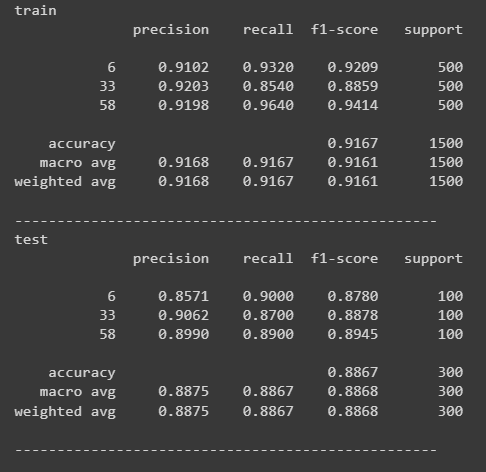 train
              precision    recall  f1-score   support

           6     0.9102    0.9320    0.9209       500
          33     0.9203    0.8540    0.8859       500
          58     0.9198    0.9640    0.9414       500

    accuracy                         0.9167      1500
   macro avg     0.9168    0.9167    0.9161      1500
weighted avg     0.9168    0.9167    0.9161      1500

--------------------------------------------------
test
              precision    recall  f1-score   support

           6     0.8571    0.9000    0.8780       100
          33     0.9062    0.8700    0.8878       100
          58     0.8990    0.8900    0.8945       100

    accuracy                         0.8867       300
   macro avg     0.8875    0.8867    0.8868       300
weighted avg     0.8875    0.8867    0.8868       300

--------------------------------------------------